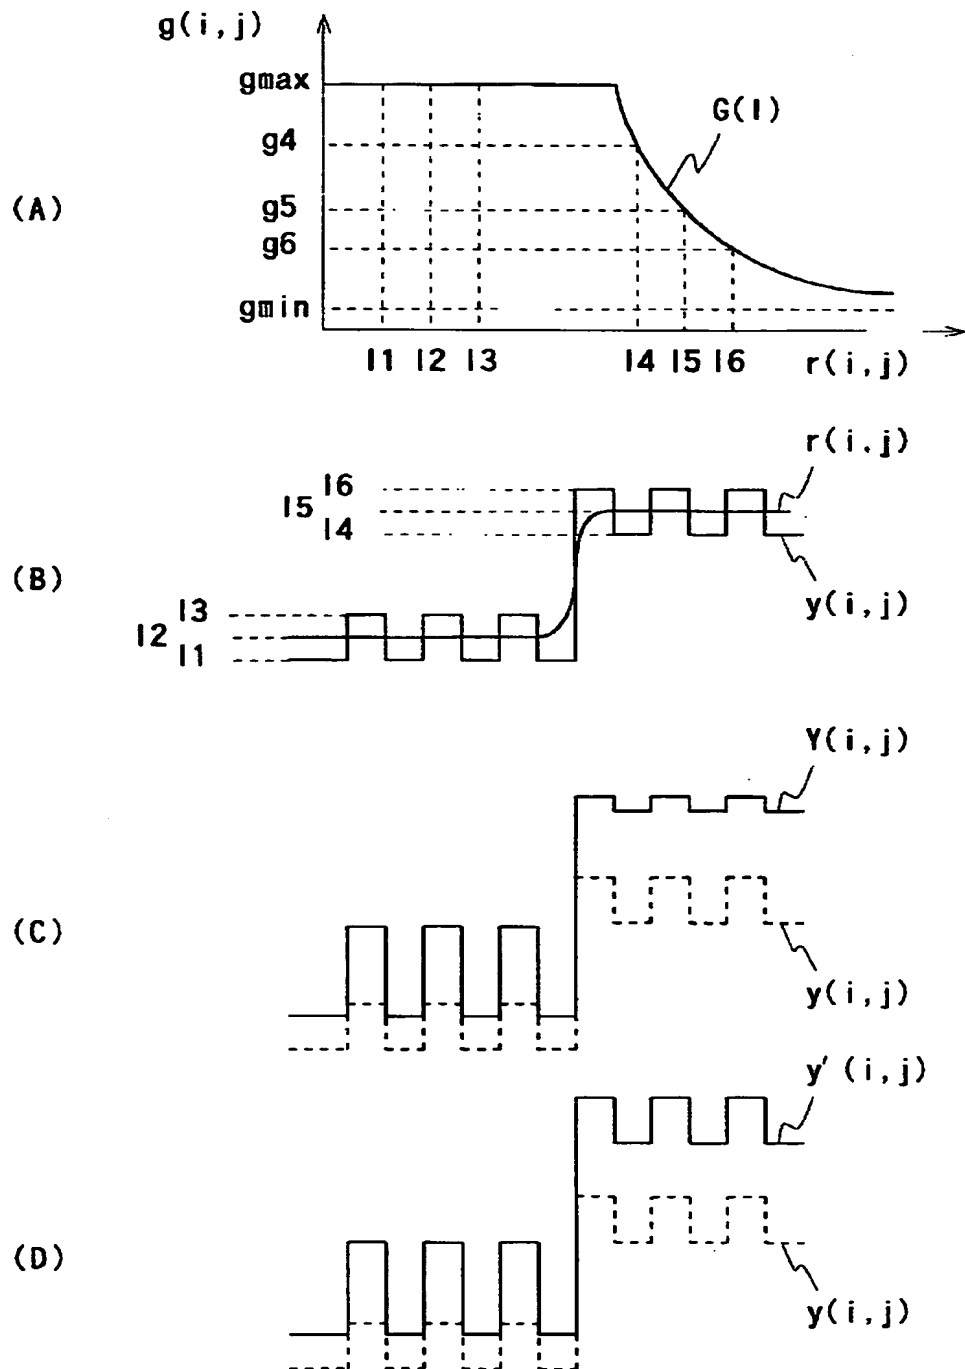 g(i,j)
gmax
G(I)
g4
(A)
g5
g6
gmin
I1 I2 I3 I4 I5 I6 r(i,j)
r(i,j)
I6
I5
I4
(B)
y(i,j)
I3
I2
I1
Y(i,j)
(C)
y(i,j)
y'(i,j)
(D)
y(i,j)